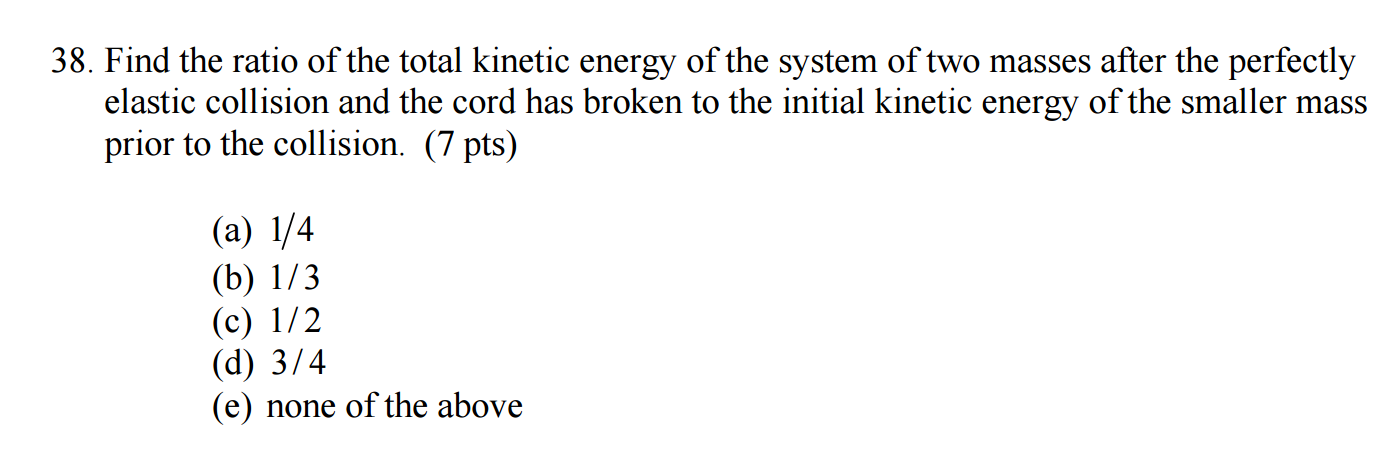 38. Find the ratio of the total kinetic energy of the system of two masses after the perfectly
elastic collision and the cord has broken to the initial kinetic energy of the smaller mass
prior to the collision. (7 pts)
(a) 1/4
(b) 1/3
(c) 1/2
(d) 3/4
(e) none of the above